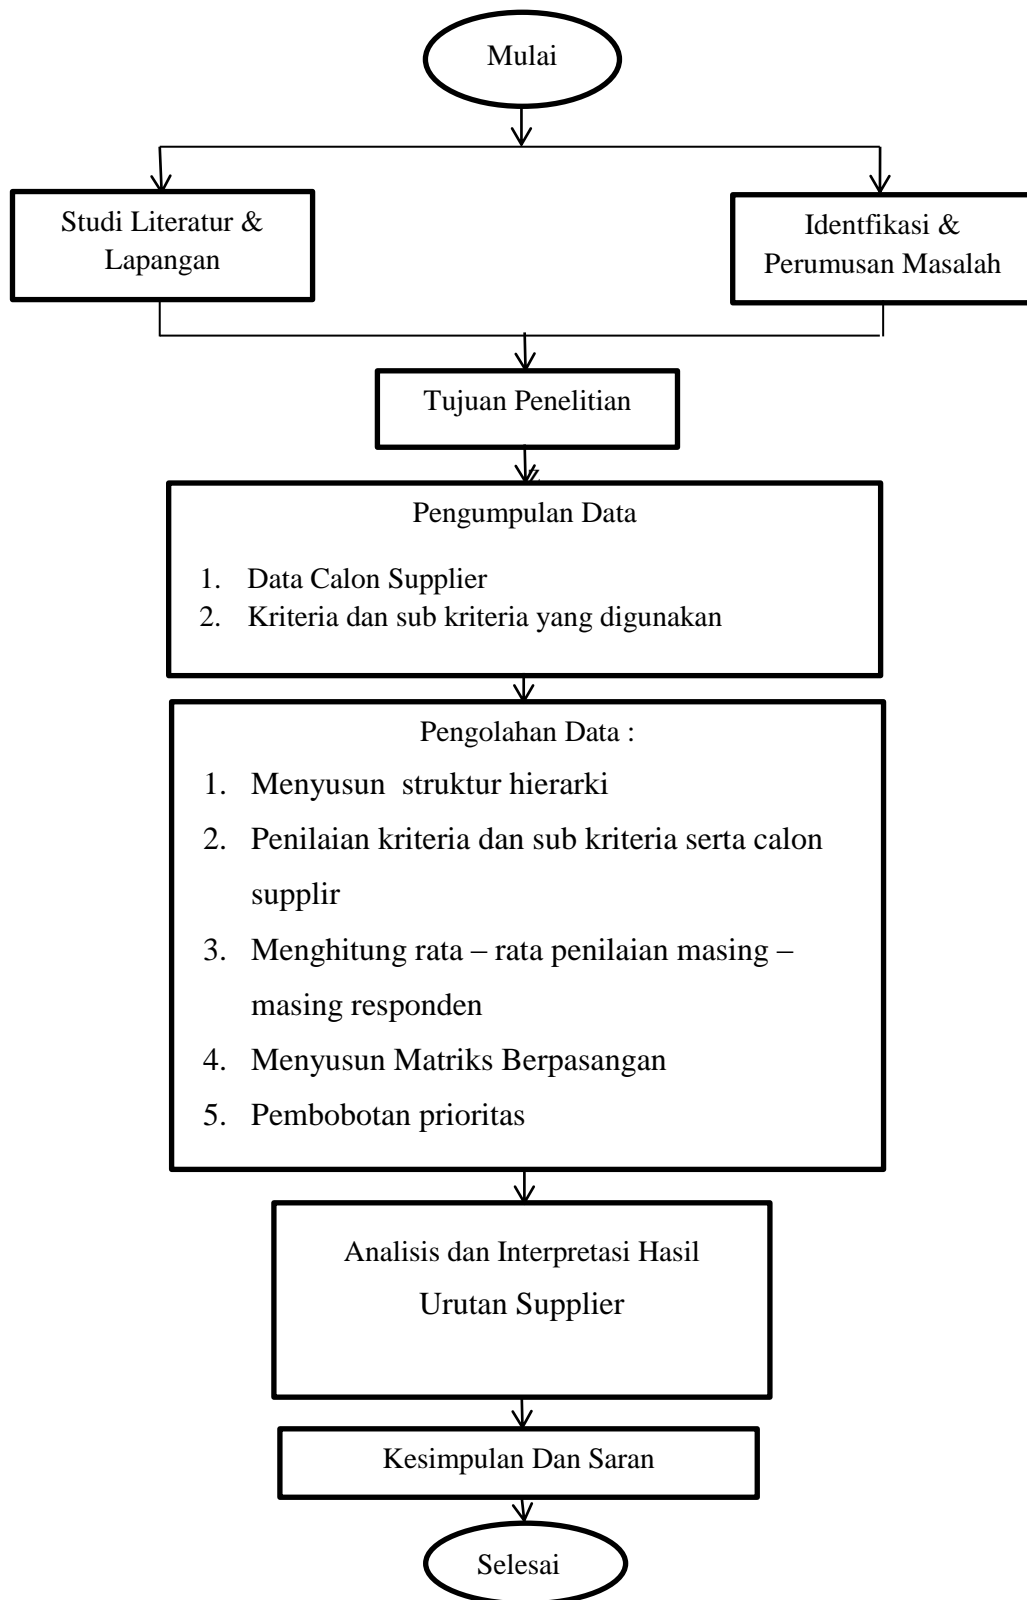 Mulai
Studi Literatur &
Lapangan
Identfikasi &
Perumusan Masalah
Tujuan Penelitian
Pengumpulan Data
1. Data Calon Supplier
2. Kriteria dan sub kriteria yang digunakan
Pengolahan Data :
1. Menyusun  struktur hierarki
2. Penilaian kriteria dan sub kriteria serta calon
supplir
3. Menghitung rata – rata penilaian masing –
masing responden
4. Menyusun Matriks Berpasangan
5. Pembobotan prioritas
Analisis dan Interpretasi Hasil
Urutan Supplier
Kesimpulan Dan Saran
Selesai